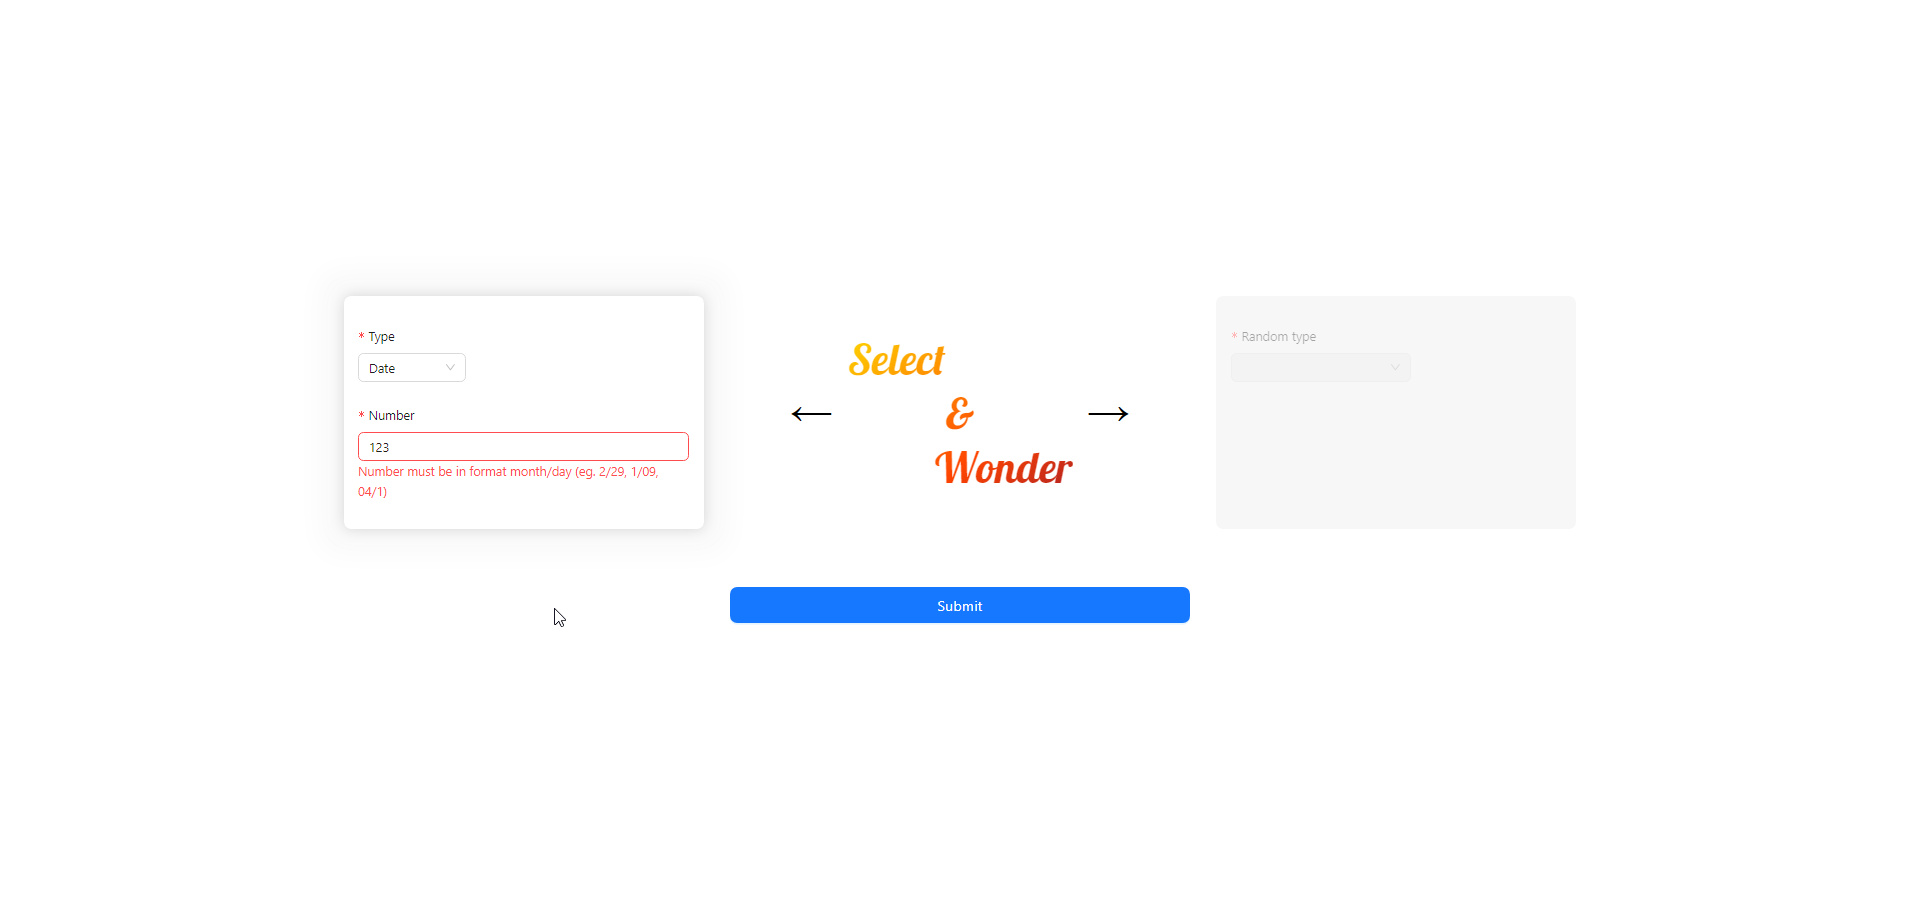 * Type
Date
* Number
123
Number must be in format month/day (eg. 2/29, 1/09,
04/1)
Select
&
Wonder
* Random type
Submit